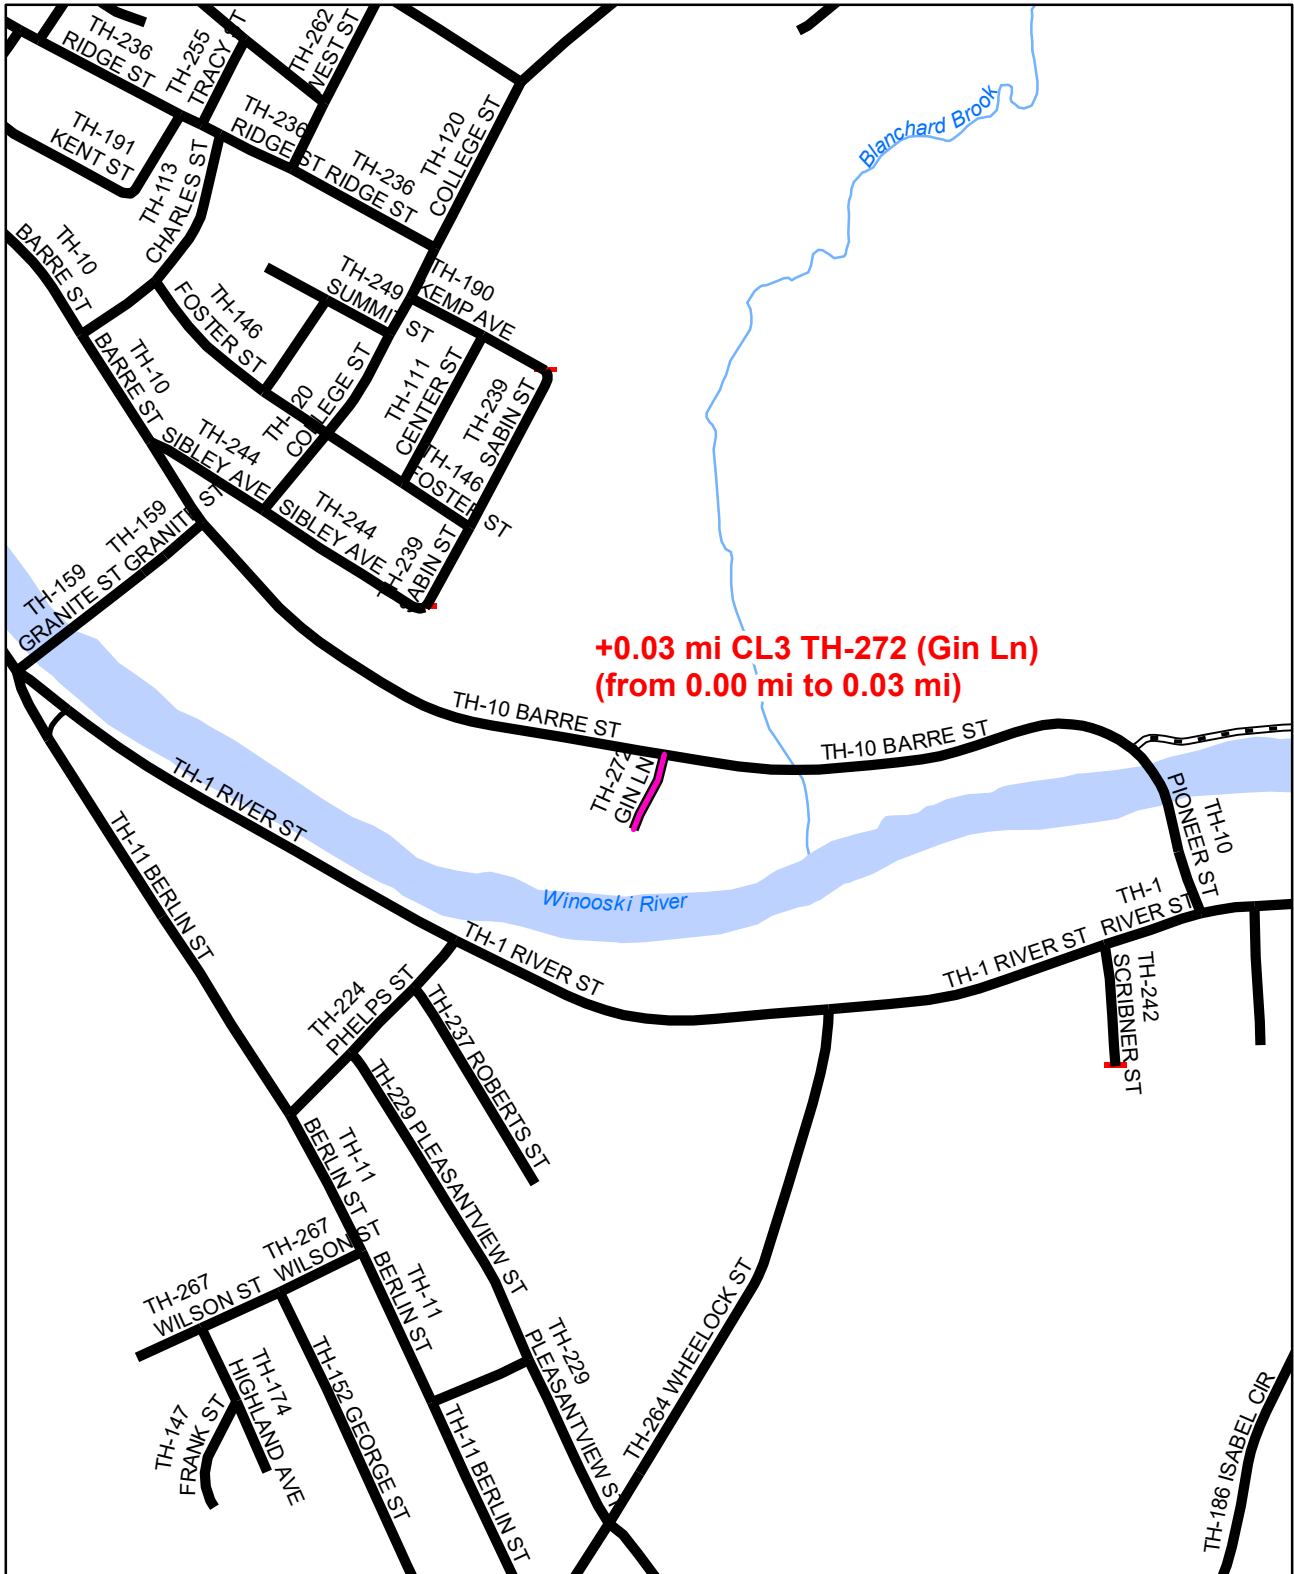 TH-236
RIDGE ST
TH-255
TRACY ST
TH-262
WEST ST
TH-191
KENT ST
TH-236
RIDGE ST
TH-120
COLLEGE ST
TH-113
CHARLES ST
TH-236
RIDGE ST
TH-10
BARRE ST
Blanchard Brook
TH-146
FOSTER ST
TH-249
SUMMIT ST
TH-190
KEMP AVE
TH-10
BARRE ST
TH-120
COLLEGE ST
TH-111
CENTER ST
TH-239
SABIN ST
TH-244
SIBLEY AVE
TH-146
FOSTER ST
TH-159
GRANITE ST
TH-244
SIBLEY AVE
TH-239
SABIN ST
TH-159
GRANITE ST
+0.03 mi CL3 TH-272 (Gin Ln)
(from 0.00 mi to 0.03 mi)
TH-10 BARRE ST
TH-10 BARRE ST
TH-272
GIN LN
TH-1 RIVER ST
TH-10
PIONEER ST
TH-11 BERLIN ST
Winooski River
TH-1
RIVER ST
TH-1 RIVER ST
TH-1 RIVER ST
TH-242
SCRIBNER ST
TH-224
PHELPS ST
TH-237 ROBERTS ST
TH-229 PLEASANTVIEW ST
TH-11
BERLIN ST
TH-267
WILSON ST
TH-267
WILSON ST
TH-11
BERLIN ST
TH-229
PLEASANTVIEW ST
TH-264 WHEELOCK ST
TH-174
HIGHLAND AVE
TH-152 GEORGE ST
TH-147
FRANK ST
TH-11 BERLIN ST
TH-186 ISABEL CIR